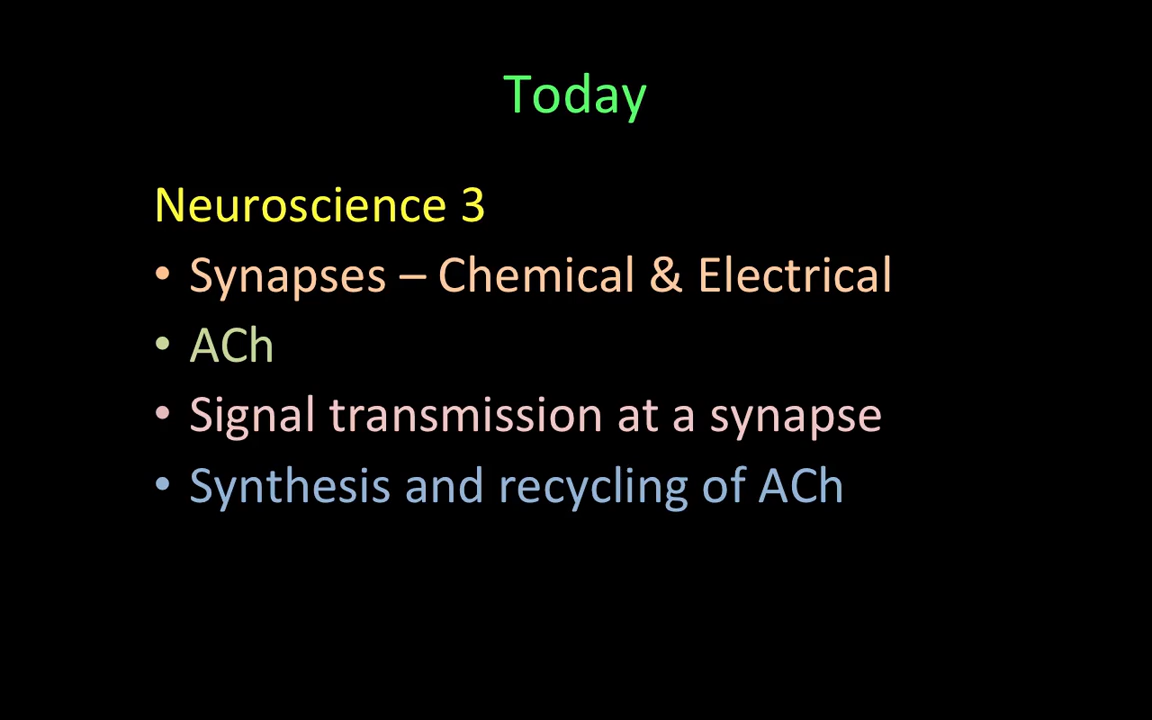 Today
Neuroscience 3
• Synapses – Chemical & Electrical
• ACh
• Signal transmission at a synapse
• Synthesis and recycling of ACh